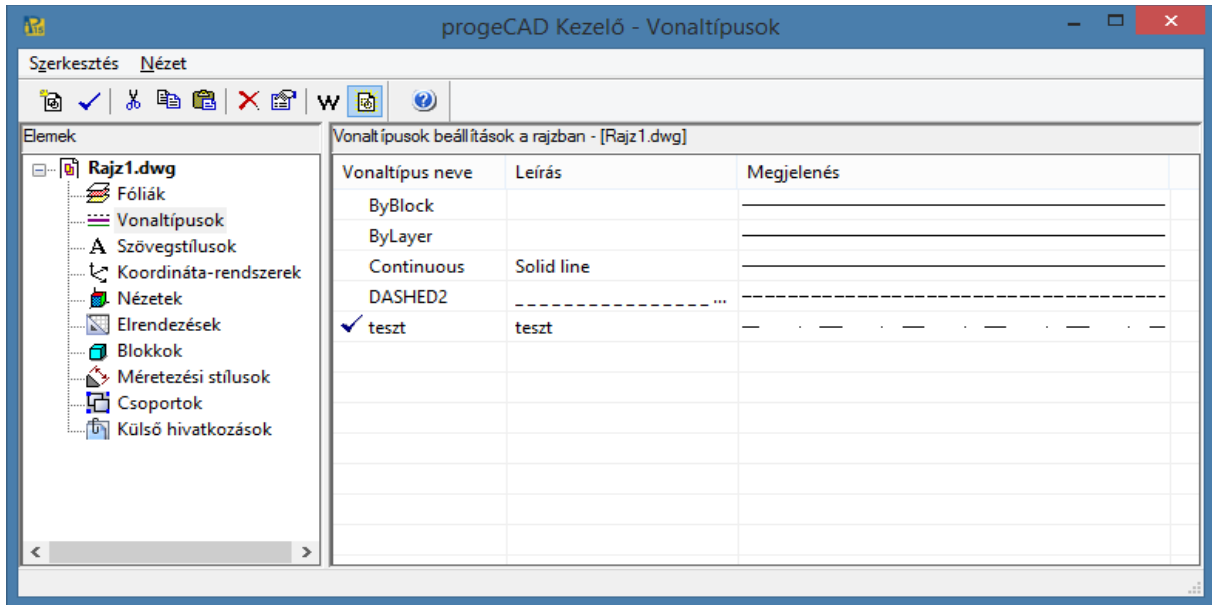 progeCAD Kezelő - Vonaltípusok
Szerkesztés Nézet
W
Elemek
Vonaltípusok beállítások a rajzban - [Rajz1.dwg]
Rajz1.dwg
Fóliák
Vonaltípusok
Szövegstílusok
Koordináta-rendszerek
Nézetek
Elrendezések
Blokkok
Méretezési stílusok
Csoportok
Külső hivatkozások
Vonaltípus neve Leírás Megjelenés
ByBlock
ByLayer
Continuous Solid line
DASHED2 _ _ _ _ _ _ _ _ _ _ _ _ _ _ _ _ ...
teszt teszt